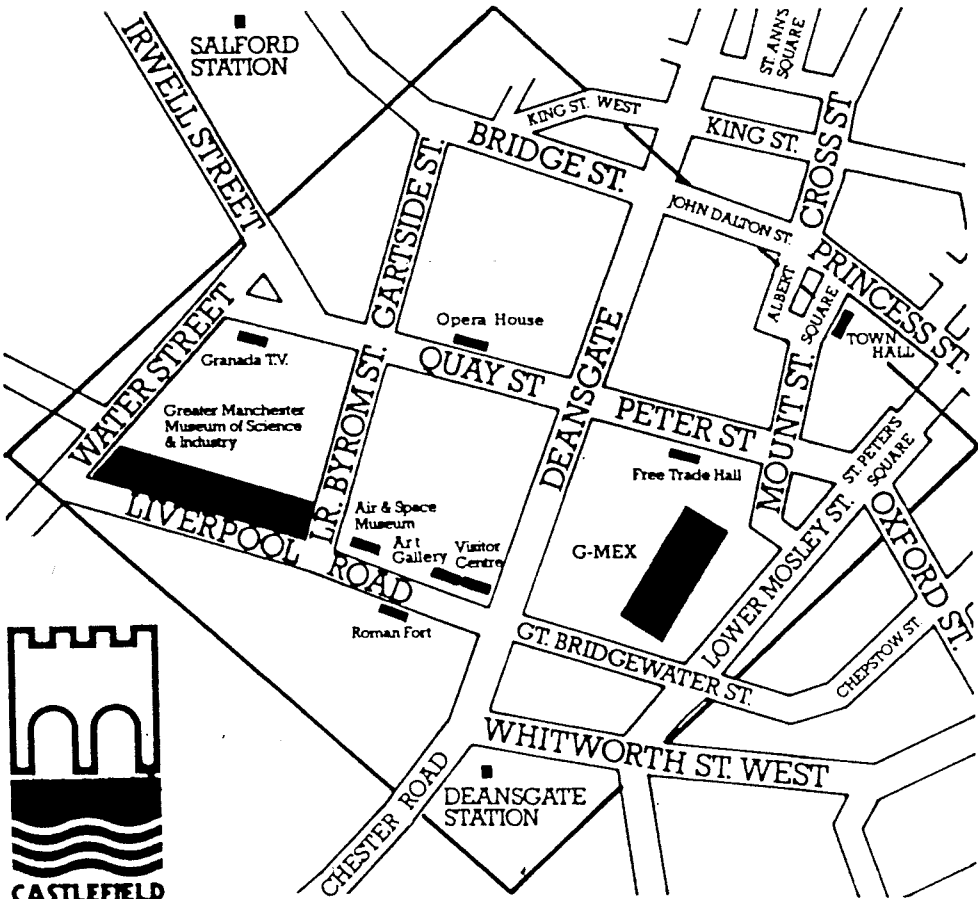 SALFORD
STATION
IRWELL STREET
ST. ANN'S
SQUARE
KING ST. WEST
KING ST.
CROSS ST
BRIDGE ST.
GARTSIDE ST.
JOHN DALTON ST.
PRINCESS ST.
ALBERT
SQUARE
TOWN
HALL
WATER STREET
Granada T.V.
Opera House
QUAY ST
DEANSGATE
PETER ST
MOUNT ST.
ST. PETER'S
SQUARE
Greater Manchester
Museum of Science
& Industry
LR. BYROM ST.
Free Trade Hall
LIVERPOOL ROAD
Air & Space
Museum
Art
Gallery
Visitor
Centre
G-MEX
LOWER MOSLEY ST.
OXFORD ST.
Roman Fort
GT. BRIDGEWATER ST.
CHEPSTOW ST.
WHITWORTH ST. WEST
CHESTER ROAD
DEANSGATE
STATION
CASTLEFIELD